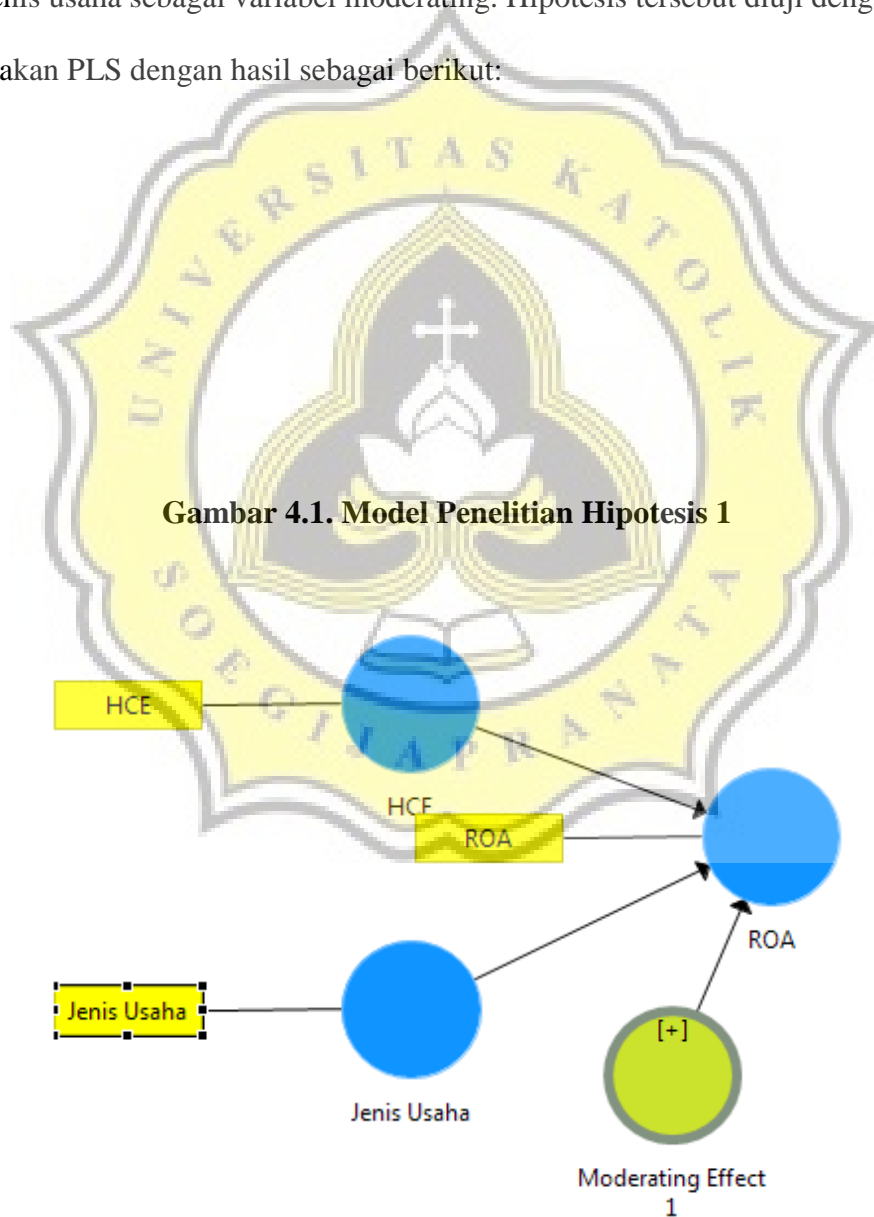 enis usaha sebagai variabel moderating. Hipotesis tersebut diuji deng
akan PLS dengan hasil sebagai berikut:
UNIVERSITAS KATOLIK
SOEGIJAPRANATA
Gambar 4.1. Model Penelitian Hipotesis 1
HCE
HCE
ROA
ROA
Jenis Usaha
Jenis Usaha
[+]
Moderating Effect
1